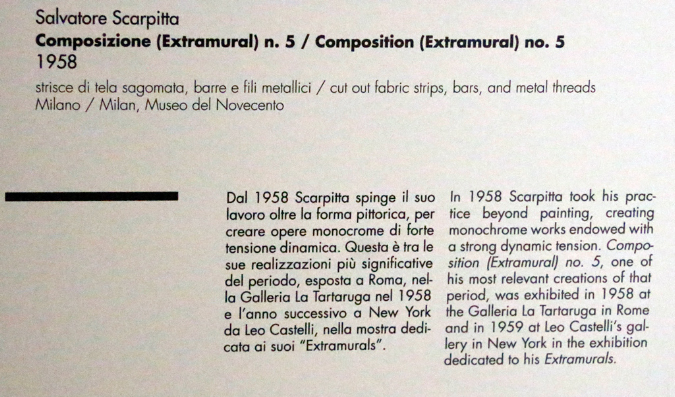 Salvatore Scarpitta
Composizione (Extramural) n. 5 / Composition (Extramural) no. 5
1958
strisce di tela sagomata, barre e fili metallici / cut out fabric strips, bars, and metal threads
Milano / Milan, Museo del Novecento
Dal 1958 Scarpitta spinge il suo
lavoro oltre la forma pittorica, per
creare opere monocrome di forte
tensione dinamica. Questa è tra le
sue realizzazioni più significative
del periodo, esposta a Roma, nel-
la Galleria La Tartaruga nel 1958
e l'anno successivo a New York
da Leo Castelli, nella mostra dedi-
cata ai suoi "Extramurals".
In 1958 Scarpitta took his prac-
tice beyond painting, creating
monochrome works endowed with
a strong dynamic tension. Compo-
sition (Extramural) no. 5, one of
his most relevant creations of that
period, was exhibited in 1958 at
the Galleria La Tartaruga in Rome
and in 1959 at Leo Castelli's gal-
lery in New York in the exhibition
dedicated to his Extramurals.